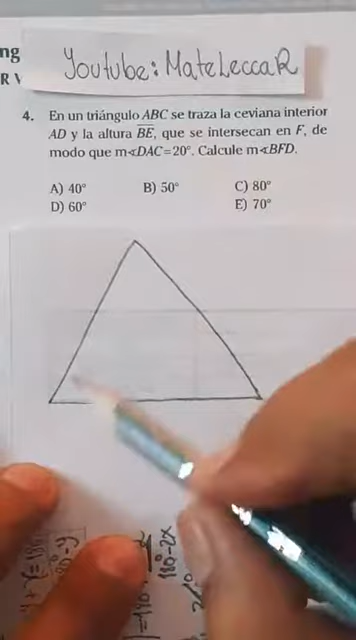 ng
R
Youtube: MateLeccaR
4. En un triángulo ABC se traza la ceviana interior
AD y la altura BE, que se intersecan en F, de
modo que m∢DAC=20°. Calcule m∢BFD.
A) 40° B) 50° C) 80°
D) 60° E) 70°
180-2x